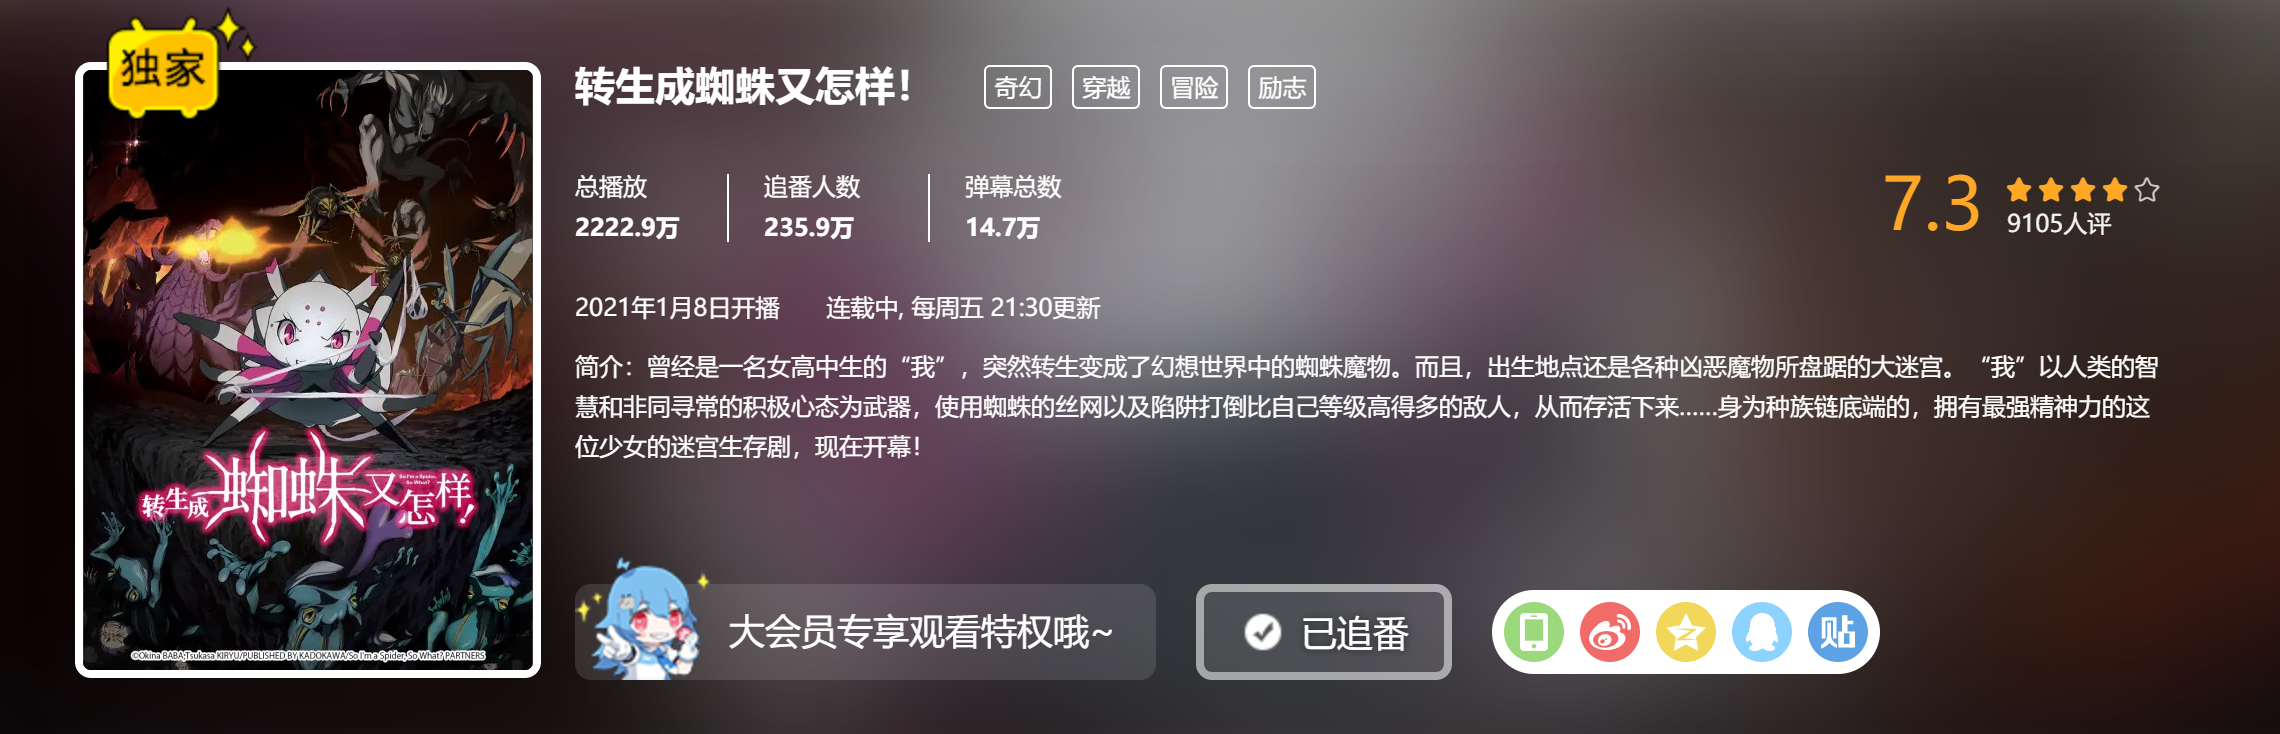 独家
转生成蜘蛛又怎样！
奇幻 穿越 冒险 励志
总播放 追番人数 弹幕总数
2222.9万 235.9万 14.7万
7.3
9105人评
2021年1月8日开播 连载中, 每周五 21:30更新
简介：曾经是一名女高中生的“我”，突然转生变成了幻想世界中的蜘蛛魔物。而且，出生地点还是各种凶恶魔物所盘踞的大迷宫。“我”以人类的智
慧和非同寻常的积极心态为武器，使用蜘蛛的丝网以及陷阱打倒比自己等级高得多的敌人，从而存活下来......身为种族链底端的，拥有最强精神力的这
位少女的迷宫生存剧，现在开幕！
转生成蜘蛛又怎样！
So I'm a Spider,
So What?
©Okina BABA,Tsukasa KIRYU/PUBLISHED BY KADOKAWA/So I'm a Spider, So What? PARTNERS
大会员专享观看特权哦~
已追番
贴